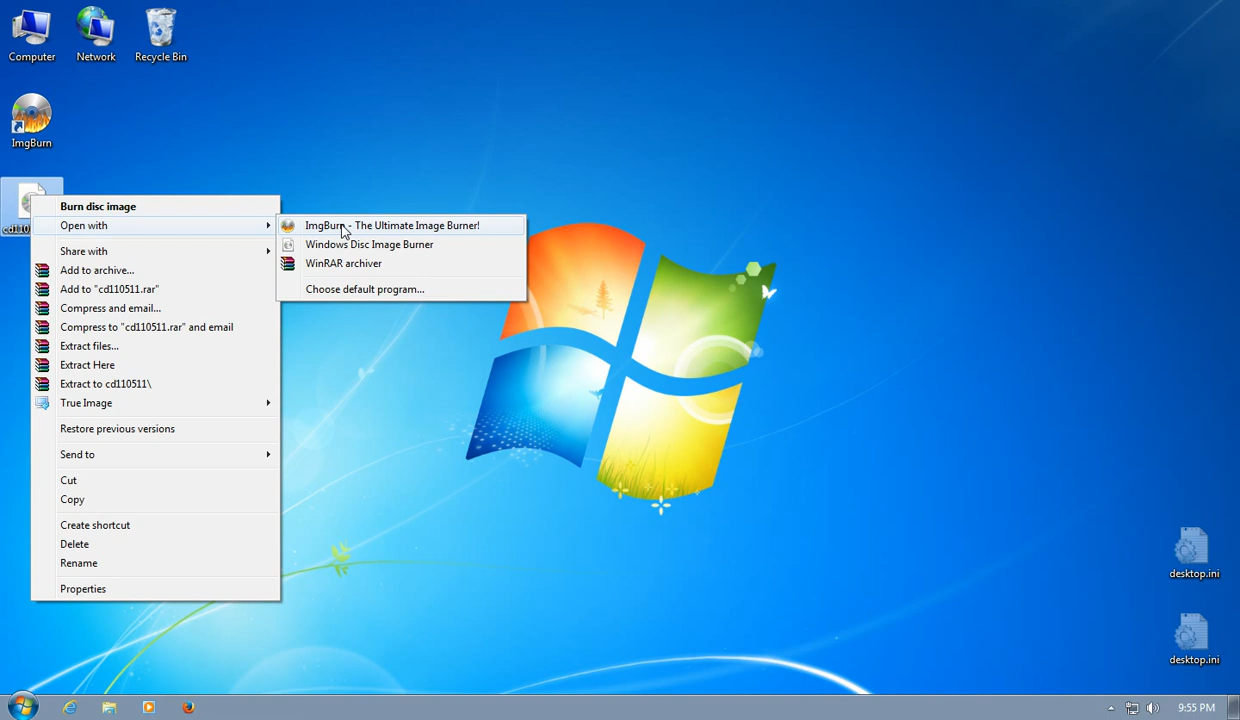 Computer
Network
Recycle Bin
ImgBurn
cd110
Burn disc image
Open with
Share with
Add to archive...
Add to "cd110511.rar"
Compress and email...
Compress to "cd110511.rar" and email
Extract files...
Extract Here
Extract to cd110511\
True Image
Restore previous versions
Send to
Cut
Copy
Create shortcut
Delete
Rename
Properties
ImgBurn - The Ultimate Image Burner!
Windows Disc Image Burner
WinRAR archiver
Choose default program...
desktop.ini
desktop.ini
9:55 PM